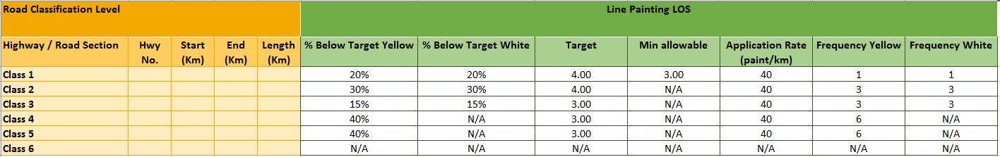 Road Classification Level Line Painting LOS
Highway / Road Section Hwy No. Start (Km) End (Km) Length (Km) % Below Target Yellow % Below Target White Target Min allowable Application Rate (paint/km) Frequency Yellow Frequency White
Class 1 20% 20% 4.00 3.00 40 1 1
Class 2 30% 30% 4.00 N/A 40 3 3
Class 3 15% 15% 3.00 N/A 40 3 3
Class 4 40% N/A 3.00 N/A 40 6 N/A
Class 5 40% N/A 3.00 N/A 40 6 N/A
Class 6 N/A N/A N/A N/A N/A N/A N/A